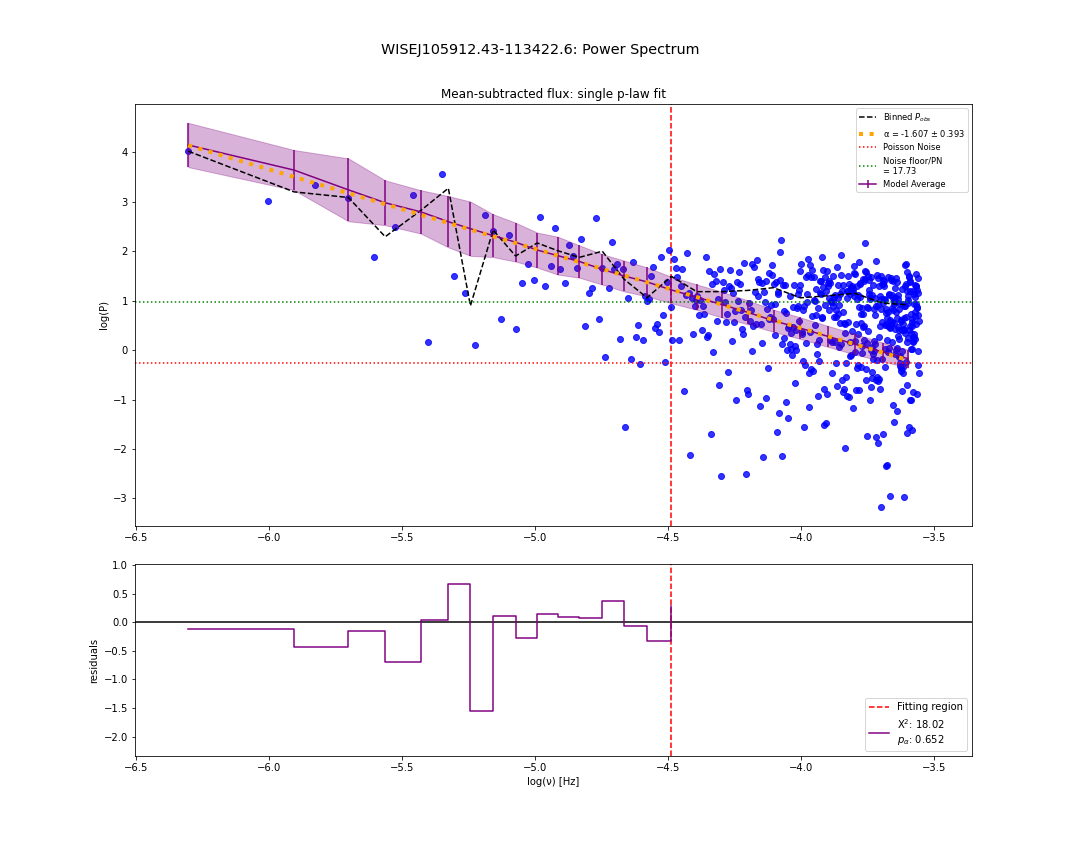 WISEJ105912.43-113422.6: Power Spectrum
Mean-subtracted flux: single p-law fit
log(P)
4
3
2
1
0
−1
−2
−3
Binned P_obs
α = -1.607 ± 0.393
Poisson Noise
Noise floor/PN
= 17.73
Model Average
−6.5 −6.0 −5.5 −5.0 −4.5 −4.0 −3.5
residuals
1.0
0.5
0.0
−0.5
−1.0
−1.5
−2.0
Fitting region
X²: 18.02
p_α: 0.652
−6.5 −6.0 −5.5 −5.0 −4.5 −4.0 −3.5
log(ν) [Hz]